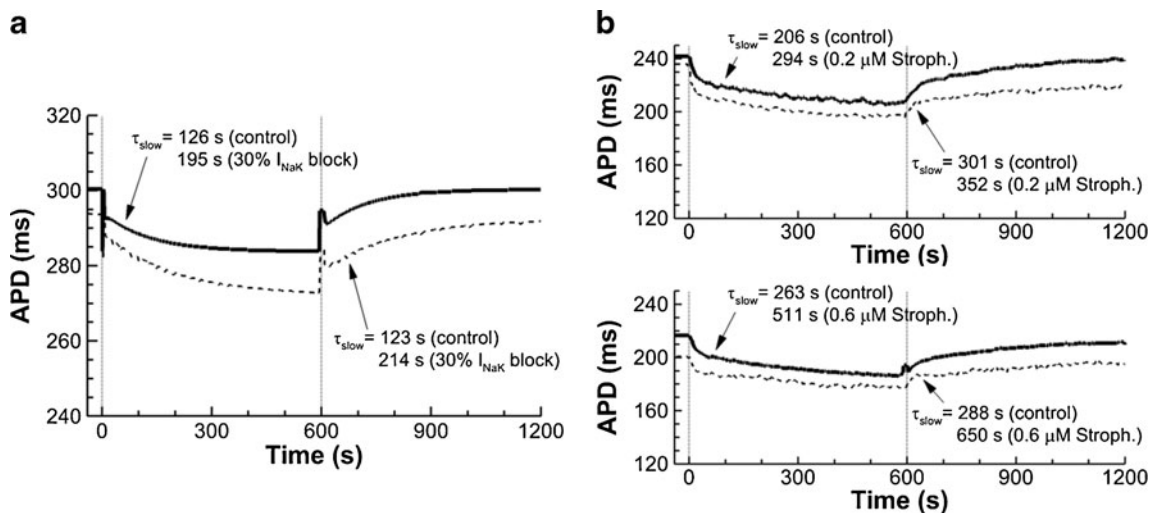 a
APD (ms)
320
300
280
260
240
τslow= 126 s (control)
195 s (30% INaK block)
τslow= 123 s (control)
214 s (30% INaK block)
0
300
600
900
1200
Time (s)
b
APD (ms)
240
200
160
120
τslow= 206 s (control)
294 s (0.2 μM Stroph.)
τslow= 301 s (control)
352 s (0.2 μM Stroph.)
0
300
600
900
1200
Time (s)
APD (ms)
240
200
160
120
τslow= 263 s (control)
511 s (0.6 μM Stroph.)
τslow= 288 s (control)
650 s (0.6 μM Stroph.)
0
300
600
900
1200
Time (s)